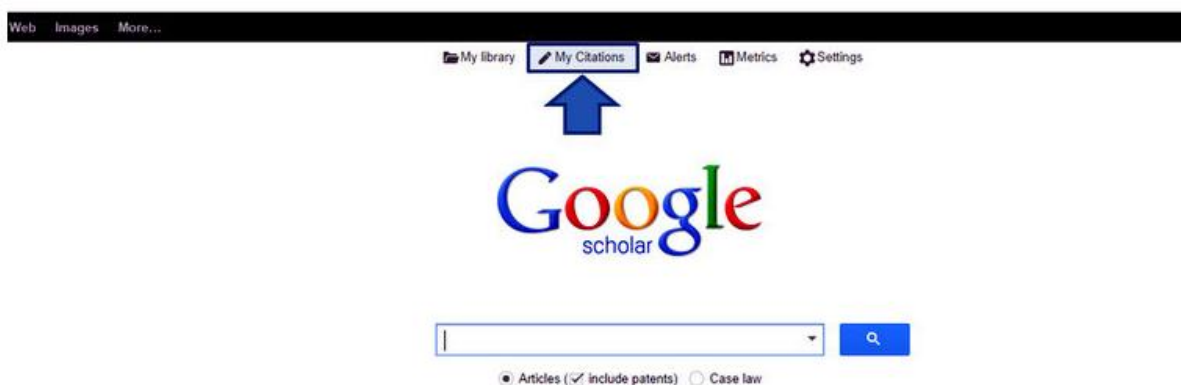 Web Images More...
My library My Citations Alerts Metrics Settings
Google
scholar
Articles (include patents) Case law